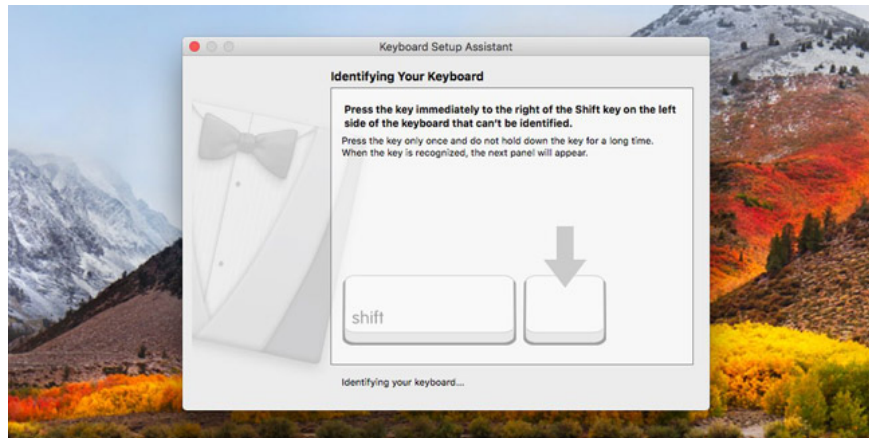 Keyboard Setup Assistant
Identifying Your Keyboard
Press the key immediately to the right of the Shift key on the left
side of the keyboard that can't be identified.
Press the key only once and do not hold down the key for a long time.
When the key is recognized, the next panel will appear.
shift
Identifying your keyboard...